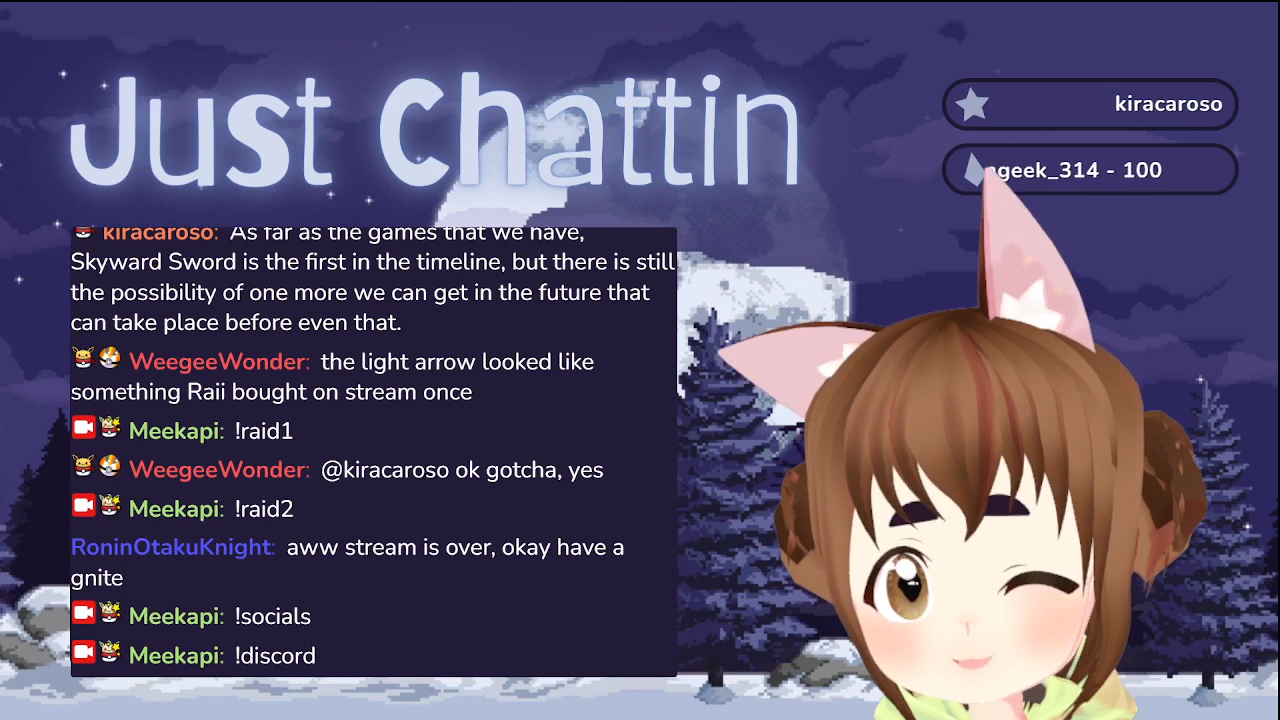 Just Chattin
kiracaroso
geek_314 - 100
kiracaroso: As far as the games that we have,
Skyward Sword is the first in the timeline, but there is still
the possibility of one more we can get in the future that
can take place before even that.
WeegeeWonder: the light arrow looked like
something Raii bought on stream once
Meekapi: !raid1
WeegeeWonder: @kiracaroso ok gotcha, yes
Meekapi: !raid2
RoninOtakuKnight: aww stream is over, okay have a
gnite
Meekapi: !socials
Meekapi: !discord